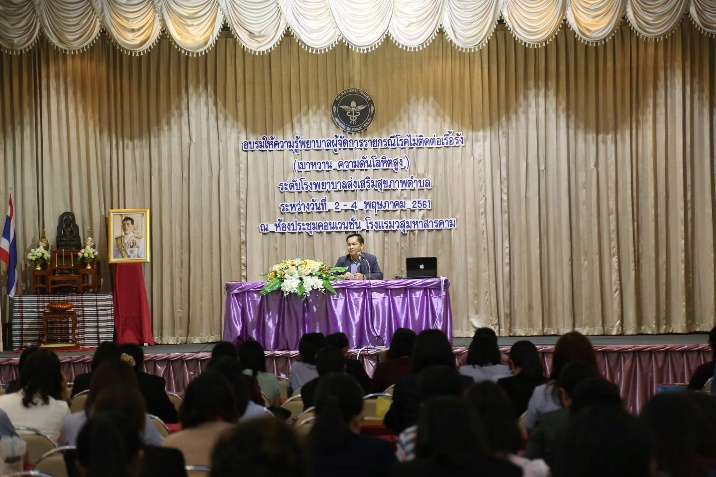 อบรมให้ความรู้พยาบาลผู้จัดการรายกรณีโรคไม่ติดต่อเรื้อรัง
(เบาหวาน ความดันโลหิตสูง)
ระดับโรงพยาบาลส่งเสริมสุขภาพตำบล
ระหว่างวันที่ 2 - 4 พฤษภาคม 2561
ณ ห้องประชุมคอนเวนชั่น โรงแรมวสุมหาสารคาม